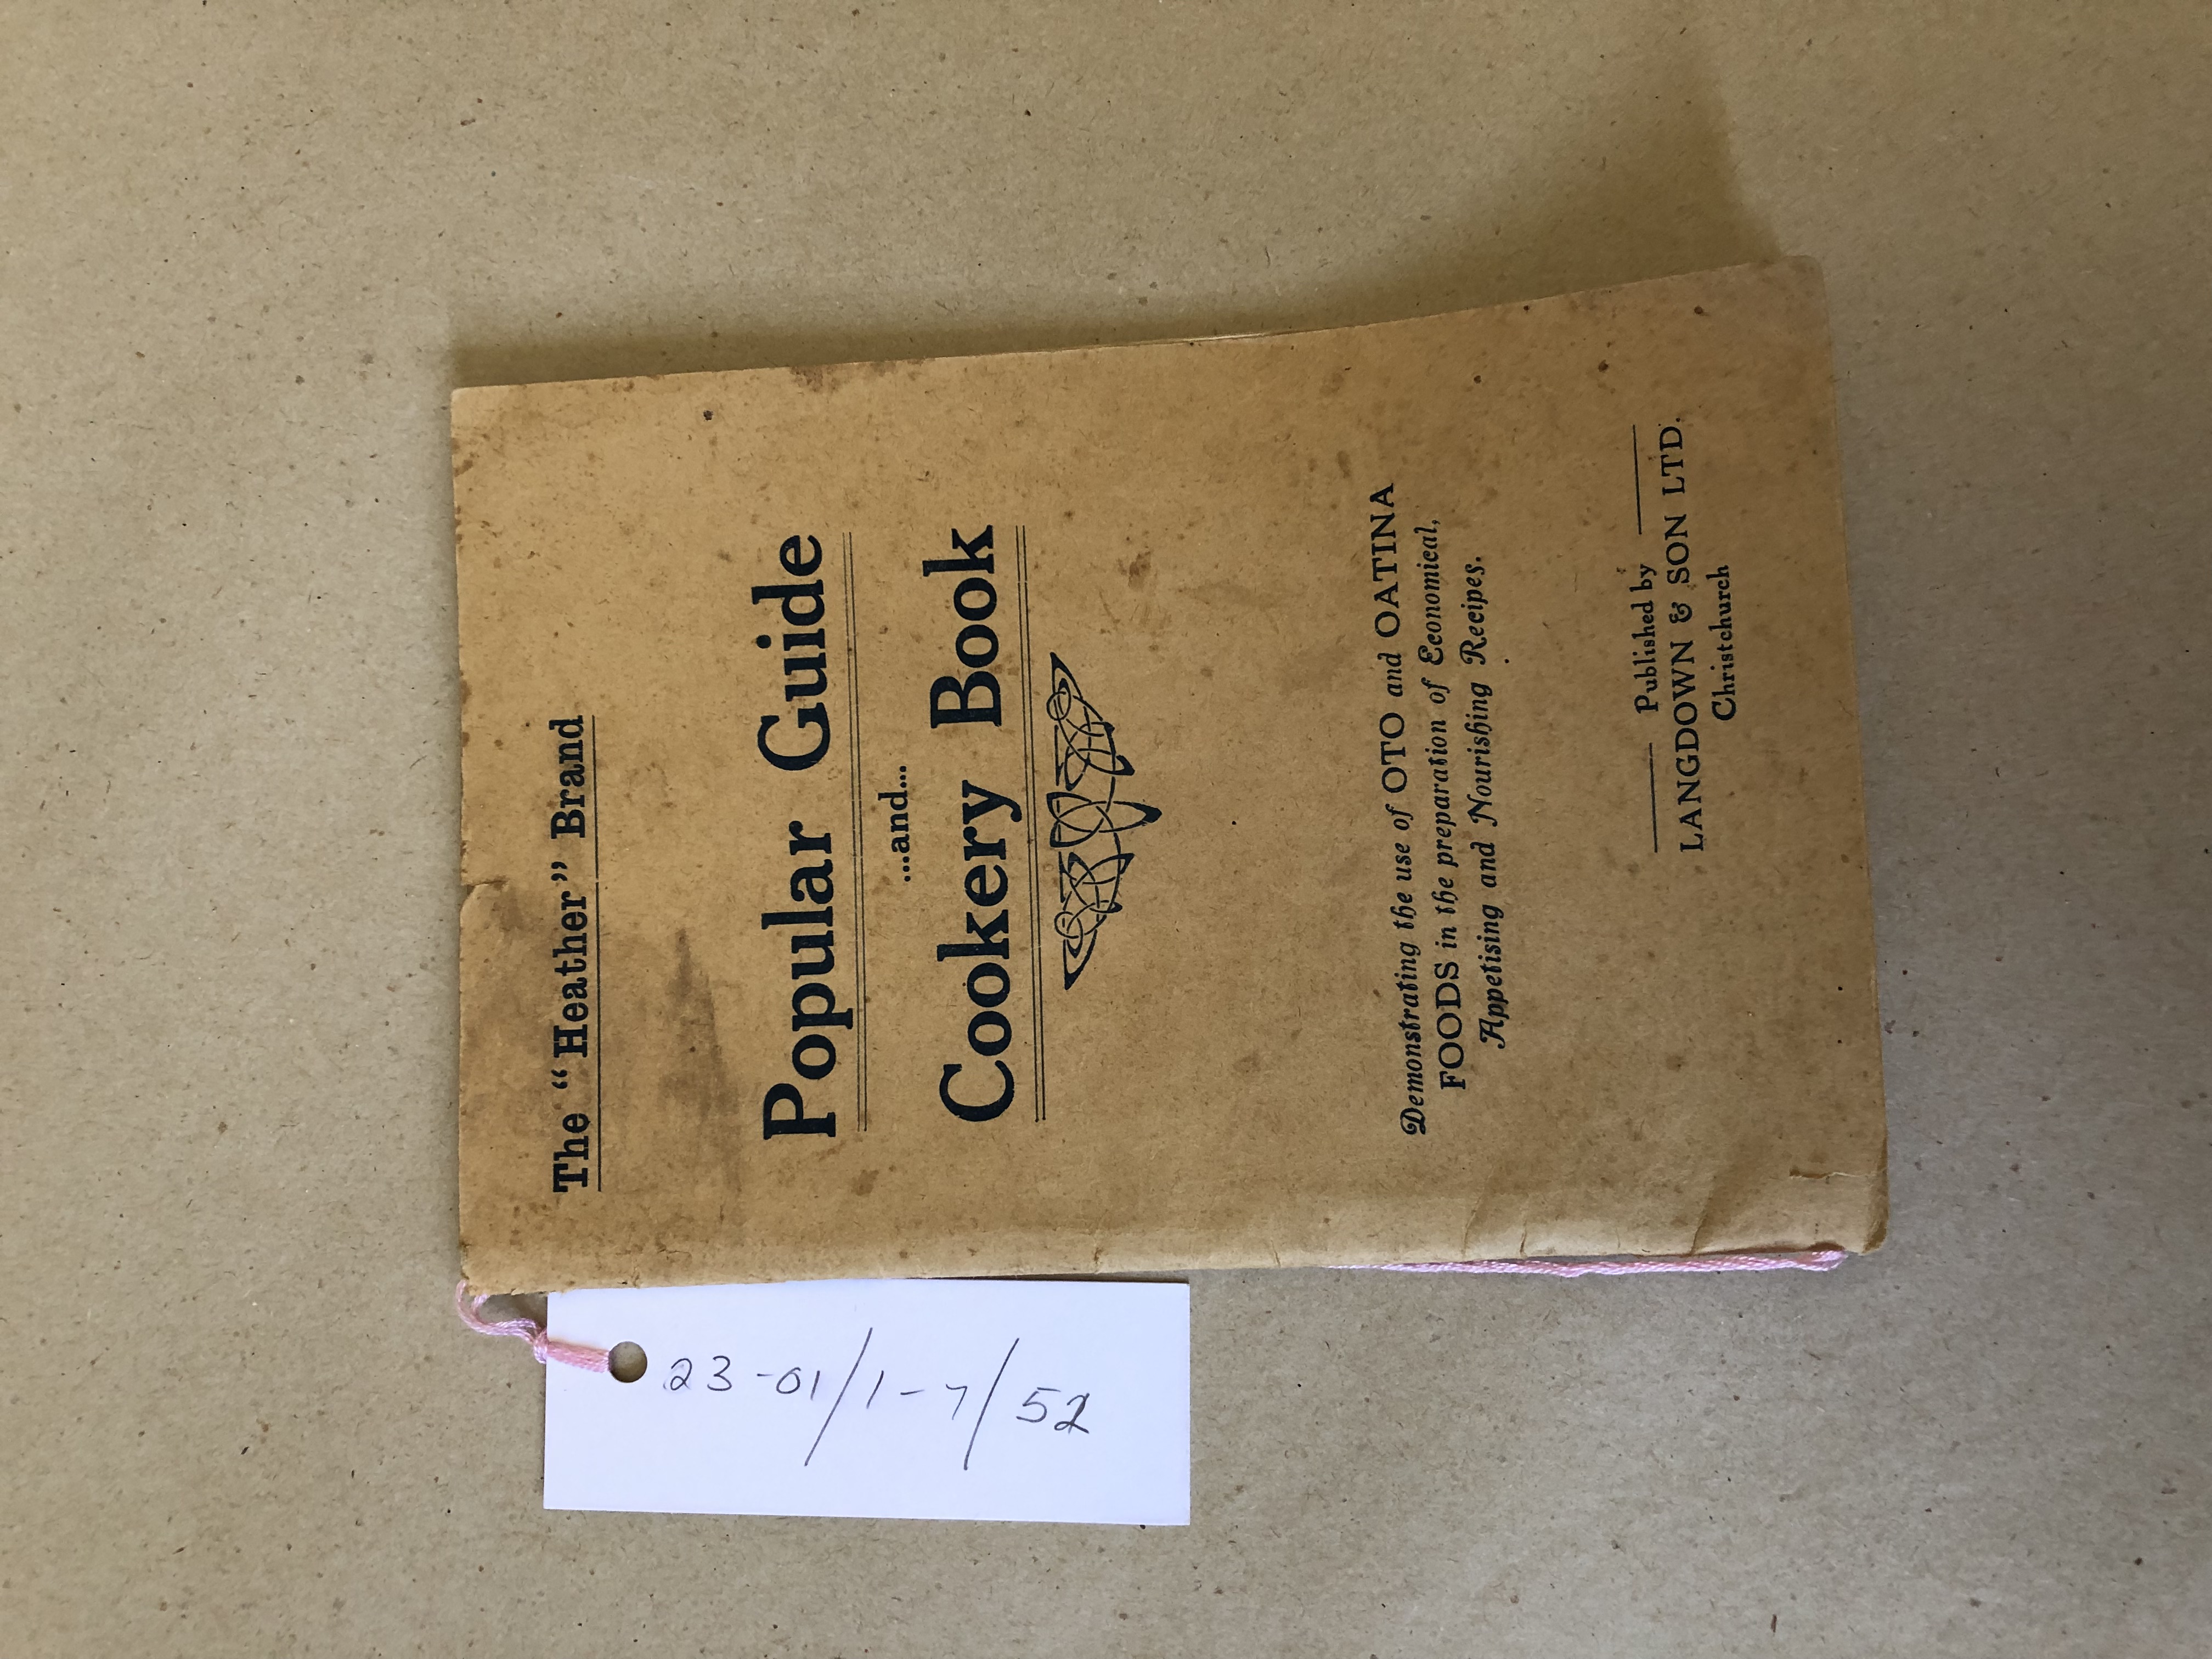 The “Heather” Brand
Popular Guide
...and...
Cookery Book
Demonstrating the use of OTO and OATINA
FOODS in the preparation of Economical,
Appetising and Nourishing Recipes.
Published by
LANGDOWN & SON LTD.
Christchurch
23-01/1-7/52